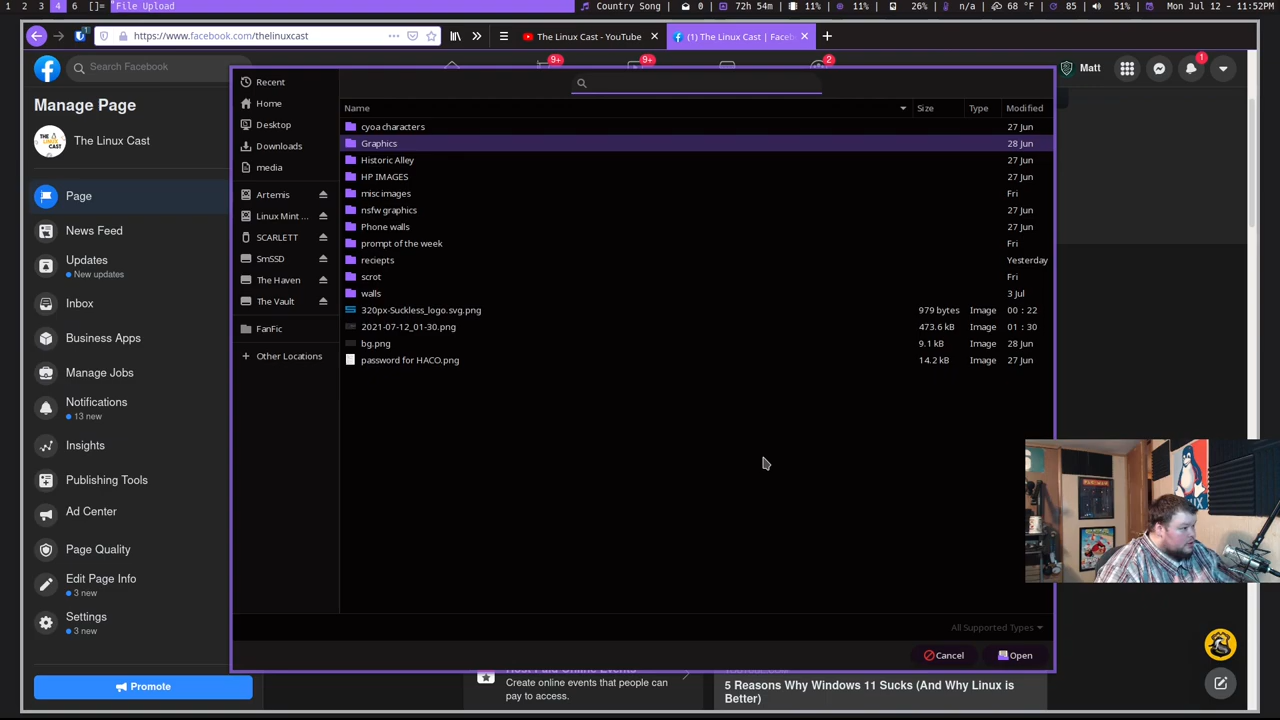 1 2 3 4 6 []= "File Upload
Country Song 0 72h 54m 11% 11% 26% n/a 68 °F 85 51% Mon Jul 12 - 11:52PM
https://www.facebook.com/thelinuxcast
The Linux Cast - YouTube
(1) The Linux Cast | Faceb
Search Facebook
9+
9+
2
Matt
1
Manage Page
The Linux Cast
Page
News Feed
Updates
New updates
Inbox
Business Apps
Manage Jobs
Notifications
13 new
Insights
Publishing Tools
Ad Center
Page Quality
Edit Page Info
3 new
Settings
3 new
Promote
Recent
Home
Desktop
Downloads
media
Artemis
Linux Mint ...
SCARLETT
SmSSD
The Haven
The Vault
FanFic
Other Locations
Name Size Type Modified
cyoa characters 27 Jun
Graphics 28 Jun
Historic Alley 27 Jun
HP IMAGES 27 Jun
misc images Fri
nsfw graphics 27 Jun
Phone walls 27 Jun
prompt of the week Fri
reciepts Yesterday
scrot Fri
walls 3 Jul
320px-Suckless_logo.svg.png 979 bytes Image 00 : 22
2021-07-12_01-30.png 473.6 kB Image 01 : 30
bg.png 9.1 kB Image 28 Jun
password for HACO.png 14.2 kB Image 27 Jun
All Supported Types
Cancel
Open
Create online events that people can
pay to access.
5 Reasons Why Windows 11 Sucks (And Why Linux is
Better)